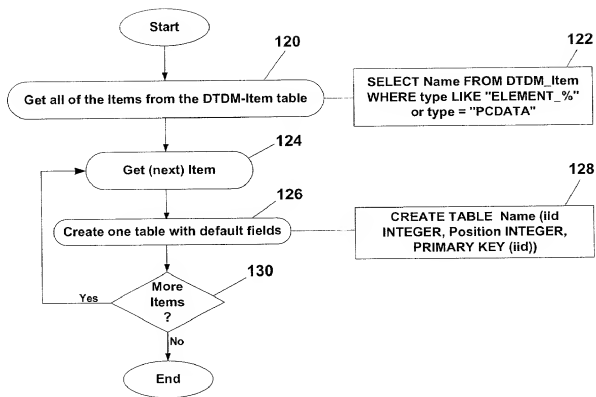 Start
120
122
Get all of the Items from the DTDM-Item table
SELECT Name FROM DTDM_Item
WHERE type LIKE "ELEMENT_%"
or type = "PCDATA"
124
Get (next) Item
126
128
Create one table with default fields
CREATE TABLE Name (iId
INTEGER, Position INTEGER,
PRIMARY KEY (iid))
130
More
Items
?
Yes
No
End